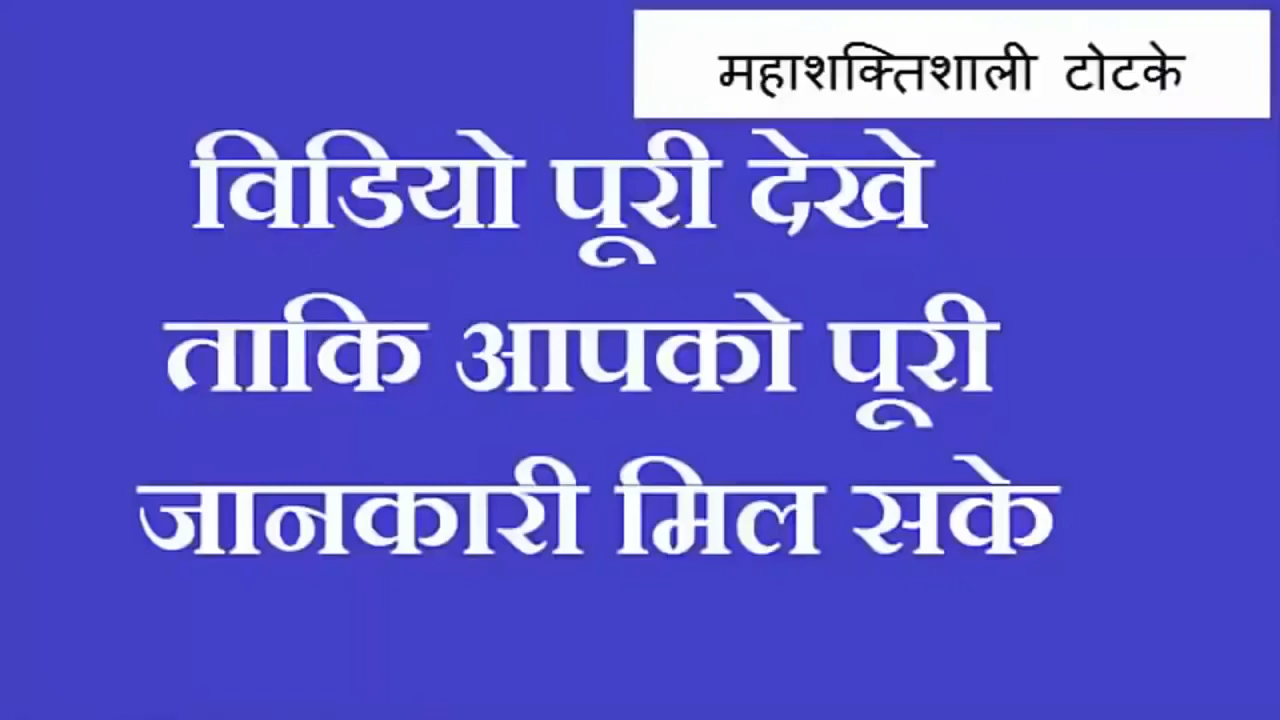 महाशक्तिशाली टोटके
विडियो पूरी देखे
ताकि आपको पूरी
जानकारी मिल सके